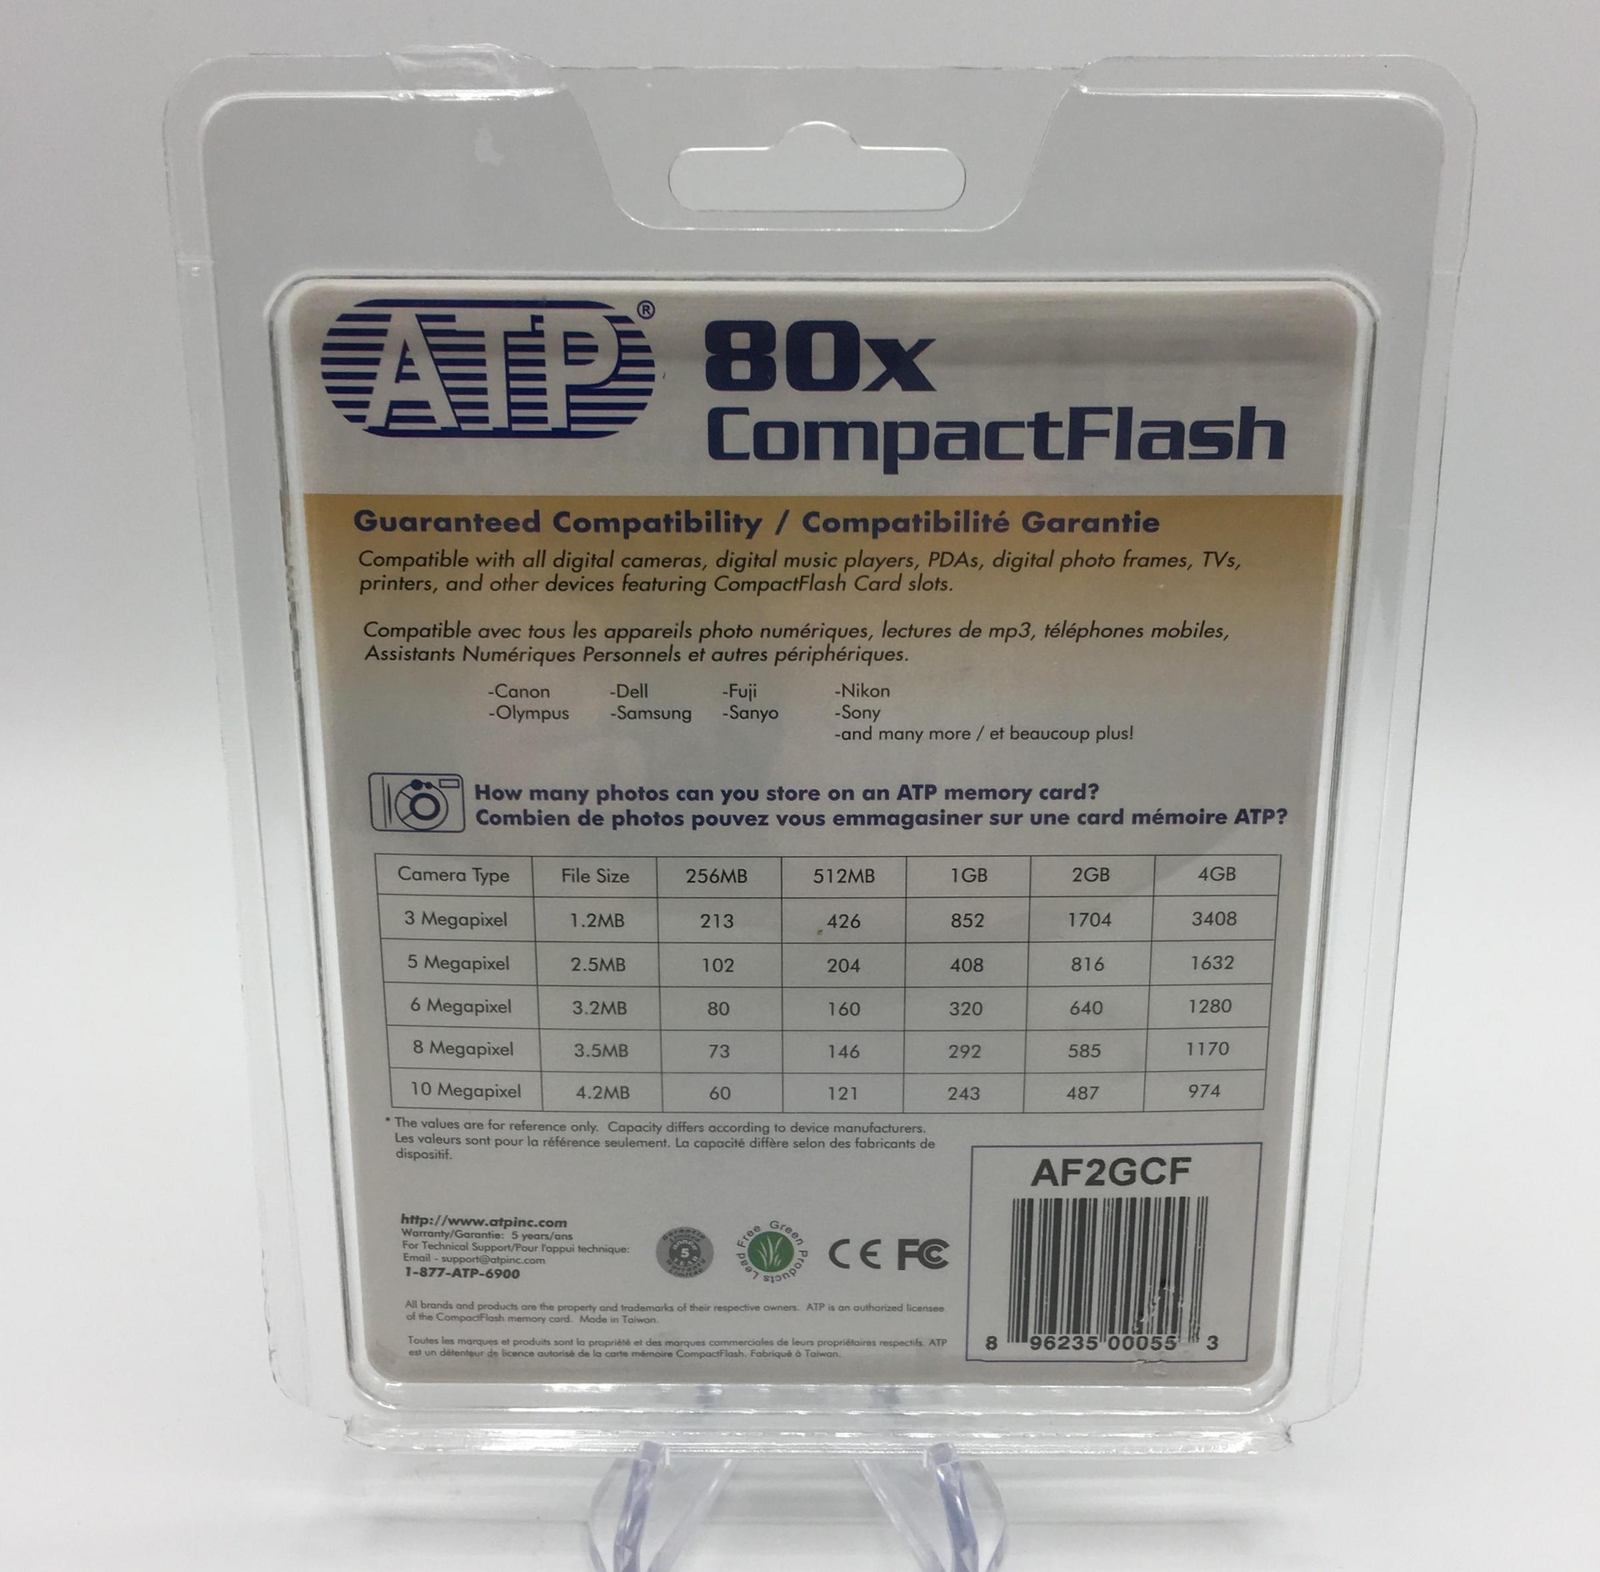 ATP®
80x
CompactFlash
Guaranteed Compatibility / Compatibilité Garantie
Compatible with all digital cameras, digital music players, PDAs, digital photo frames, TVs,
printers, and other devices featuring CompactFlash Card slots.
Compatible avec tous les appareils photo numériques, lectures de mp3, téléphones mobiles,
Assistants Numériques Personnels et autres périphériques.
-Canon -Dell -Fuji -Nikon
-Olympus -Samsung -Sanyo -Sony
-and many more / et beaucoup plus!
How many photos can you store on an ATP memory card?
Combien de photos pouvez vous emmagasiner sur une card mémoire ATP?
Camera Type File Size 256MB 512MB 1GB 2GB 4GB
3 Megapixel 1.2MB 213 426 852 1704 3408
5 Megapixel 2.5MB 102 204 408 816 1632
6 Megapixel 3.2MB 80 160 320 640 1280
8 Megapixel 3.5MB 73 146 292 585 1170
10 Megapixel 4.2MB 60 121 243 487 974
* The values are for reference only. Capacity differs according to device manufacturers.
Les valeurs sont pour la référence seulement. La capacité diffère selon des fabricants de
dispositif.
AF2GCF
http://www.atpinc.com
Warranty/Garantie: 5 years/ans
For Technical Support/Pour l'appui technique:
Email - support@atpinc.com
1-877-ATP-6900
5
Lead Free Green Products
CE FC
All brands and products are the property and trademarks of their respective owners. ATP is an authorized licensee
of the CompactFlash memory card. Made in Taiwan.
Toutes les marques et produits sont la propriété et des marques commerciales de leurs propriétaires respectifs. ATP
est un détenteur de licence autorisé de la carte mémoire CompactFlash. Fabriqué à Taiwan.
8 96235 00055 3